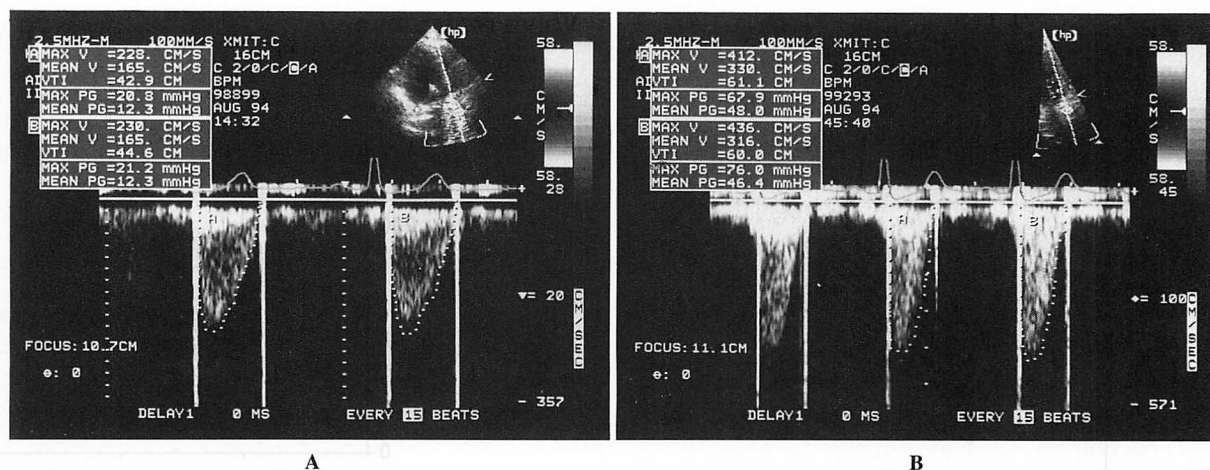 2.5MHZ-M 100MM/S XMIT:C
[hp]
58.
A MAX V =228. CM/S
16CM
MEAN V =165. CM/S
C 2/0/C/B/A
VTI =42.9 CM
BPM
MAX PG =20.8 mmHg
98899
MEAN PG=12.3 mmHg
AUG 94
B MAX V =230. CM/S
14:32
MEAN V =165. CM/S
VTI =44.6 CM
MAX PG =21.2 mmHg
MEAN PG=12.3 mmHg
CM/S
58.
28
A
B
= 20
CM/SEC
FOCUS:10.7CM
θ: 0
- 357
DELAY1 0 MS EVERY 15 BEATS
A
2.5MHZ-M 100MM/S XMIT:C
[hp]
58.
MAX V =412. CM/S
16CM
MEAN V =330. CM/S
C 2/0/C/B/A
VTI =61.1 CM
BPM
MAX PG =67.9 mmHg
99293
MEAN PG=48.0 mmHg
AUG 94
B MAX V =436. CM/S
45:40
MEAN V =316. CM/S
VTI =60.0 CM
MAX PG =76.0 mmHg
MEAN PG=46.4 mmHg
CM/S
58.
+ 45
A
B
= 100
CM/SEC
FOCUS:11.1CM
θ: 0
- 571
DELAY1 0 MS EVERY 15 BEATS
B